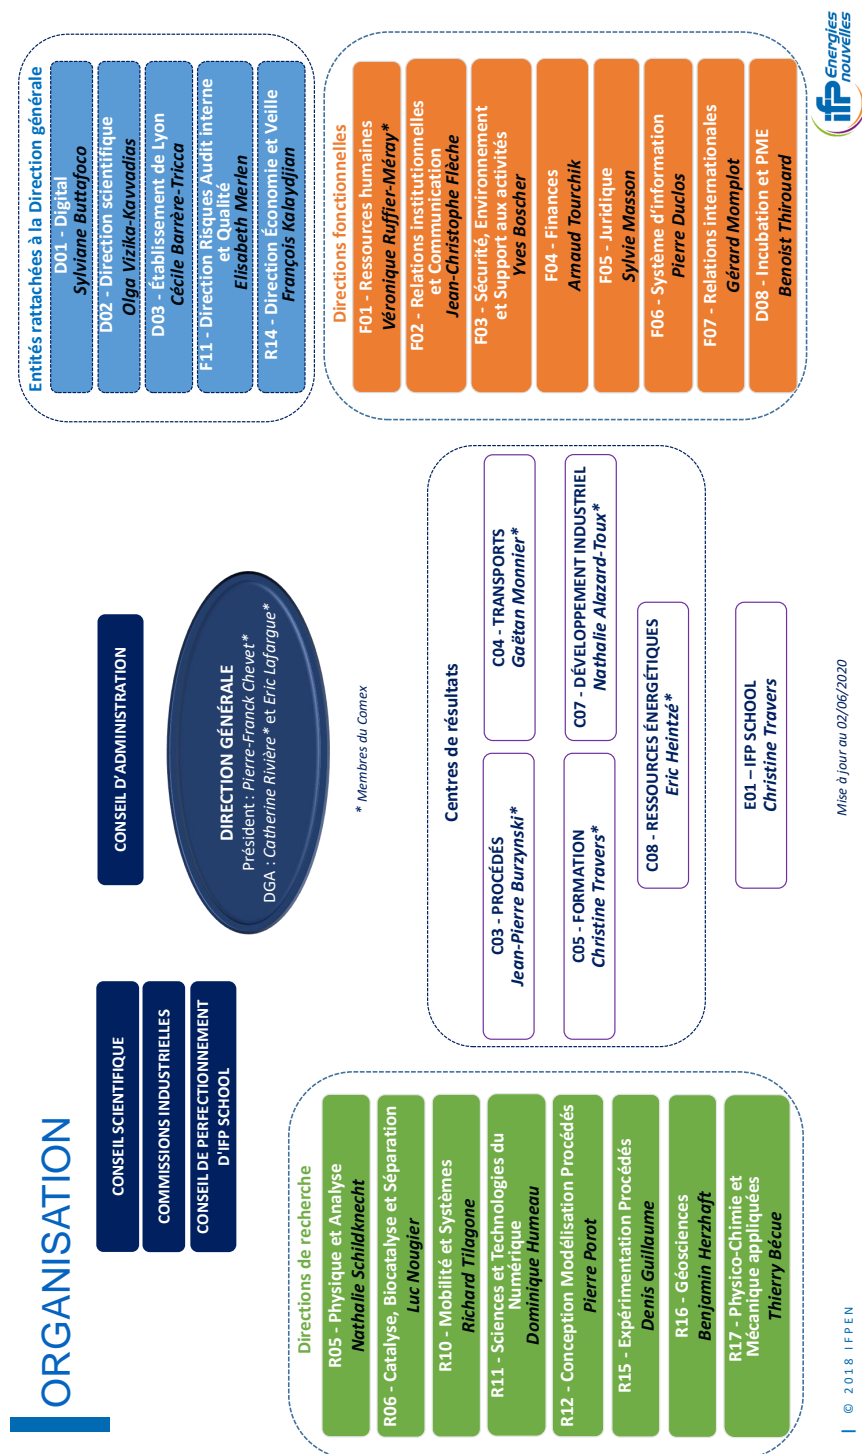 ORGANISATION
CONSEIL SCIENTIFIQUE
COMMISSIONS INDUSTRIELLES
CONSEIL DE PERFECTIONNEMENT
D'IFP SCHOOL
CONSEIL D'ADMINISTRATION
DIRECTION GÉNÉRALE
Président : Pierre-Franck Chevet*
DGA : Catherine Rivière* et Eric Lafargue*
* Membres du Comex
Entités rattachées à la Direction générale
D01 - Digital
Sylviane Buttafoco
D02 - Direction scientifique
Olga Vizika-Kavvadias
D03 - Établissement de Lyon
Cécile Barrère-Tricca
F11 - Direction Risques Audit interne
et Qualité
Elisabeth Merlen
R14 - Direction Économie et Veille
François Kalaydjian
Directions de recherche
R05 - Physique et Analyse
Nathalie Schildknecht
R06 - Catalyse, Biocatalyse et Séparation
Luc Nougier
R10 - Mobilité et Systèmes
Richard Tilagone
R11 - Sciences et Technologies du
Numérique
Dominique Humeau
R12 - Conception Modélisation Procédés
Pierre Porot
R15 - Expérimentation Procédés
Denis Guillaume
R16 - Géosciences
Benjamin Herzhaft
R17 - Physico-Chimie et
Mécanique appliquées
Thierry Bécue
Centres de résultats
C03 - PROCÉDÉS
Jean-Pierre Burzynski*
C04 - TRANSPORTS
Gaëtan Monnier*
C05 - FORMATION
Christine Travers*
C07 - DÉVELOPPEMENT INDUSTRIEL
Nathalie Alazard-Toux*
C08 - RESSOURCES ÉNERGÉTIQUES
Eric Heintzé*
E01 – IFP SCHOOL
Christine Travers
Directions fonctionnelles
F01 - Ressources humaines
Véronique Ruffier-Méray*
F02 - Relations institutionnelles
et Communication
Jean-Christophe Flèche
F03 - Sécurité, Environnement
et Support aux activités
Yves Boscher
F04 - Finances
Arnaud Tourchik
F05 - Juridique
Sylvie Masson
F06 - Système d'information
Pierre Duclos
F07 - Relations internationales
Gérard Momplot
D08 - Incubation et PME
Benoist Thirouard
| © 2018 IFPEN
Mise à jour au 02/06/2020
ifp Energies
nouvelles